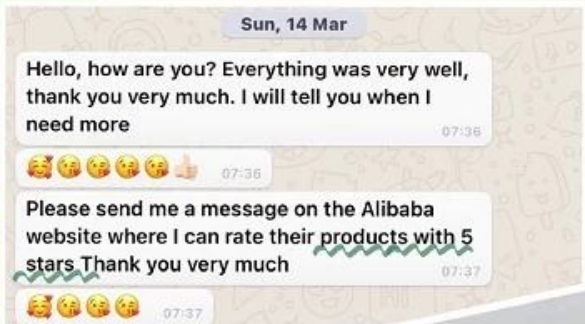 Sun, 14 Mar
Hello, how are you? Everything was very well,
thank you very much. I will tell you when I
need more
07:36
🥰😘😘😘😘👍🏻 07:36
Please send me a message on the Alibaba
website where I can rate their products with 5
stars Thank you very much
07:37
🥰😘😘😘 07:37